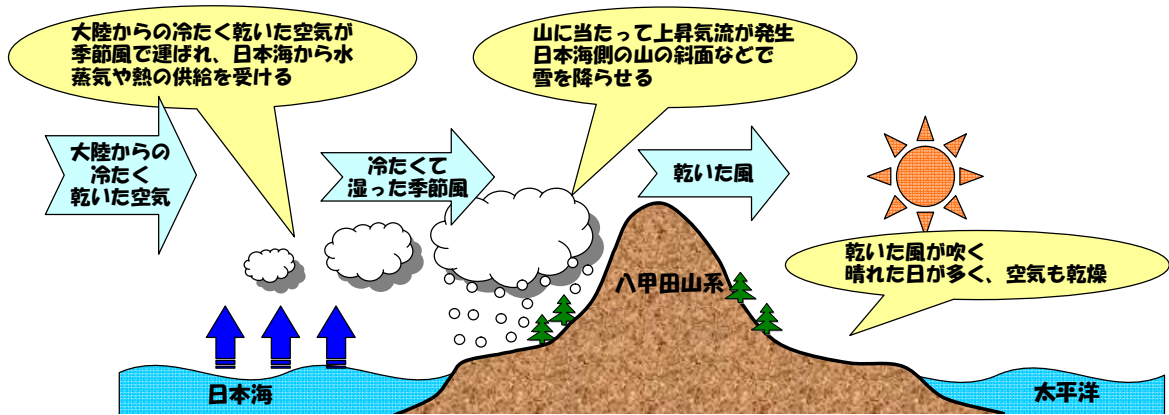 大陸からの冷たく乾いた空気が
季節風で運ばれ、日本海から水
蒸気や熱の供給を受ける
山に当たって上昇気流が発生
日本海側の山の斜面などで
雪を降らせる
大陸からの
冷たく
乾いた空気
冷たくて
湿った季節風
乾いた風
乾いた風が吹く
晴れた日が多く、空気も乾燥
八甲田山系
日本海
太平洋